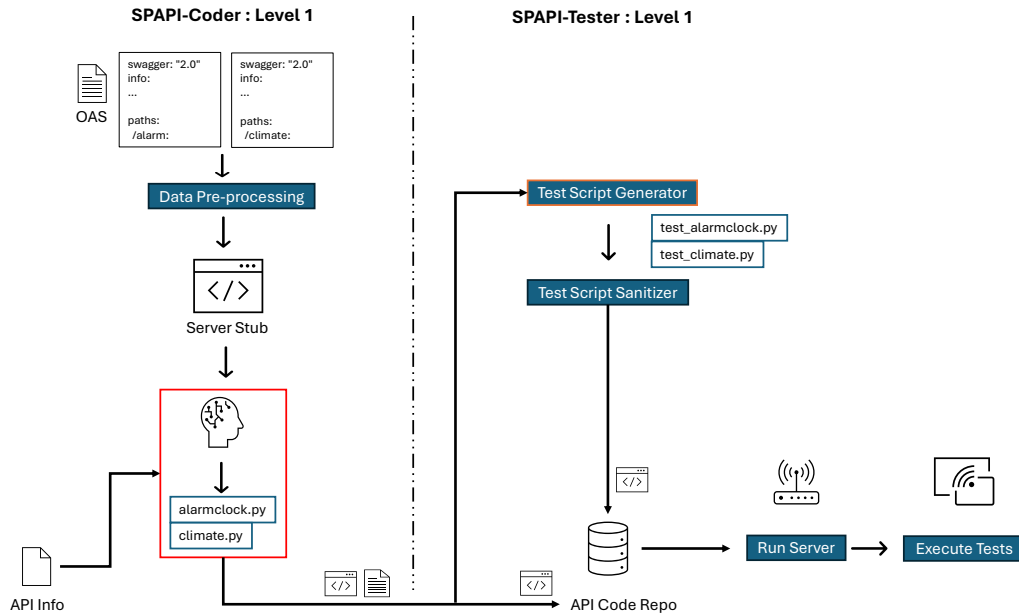 SPAPI-Coder : Level 1
SPAPI-Tester : Level 1
OAS
swagger: "2.0"
info:
...
paths:
/alarm:
swagger: "2.0"
info:
...
paths:
/climate:
Data Pre-processing
</>
Server Stub
alarmclock.py
climate.py
API Info
</>
Test Script Generator
test_alarmclock.py
test_climate.py
Test Script Sanitizer
</>
</>
API Code Repo
Run Server
Execute Tests